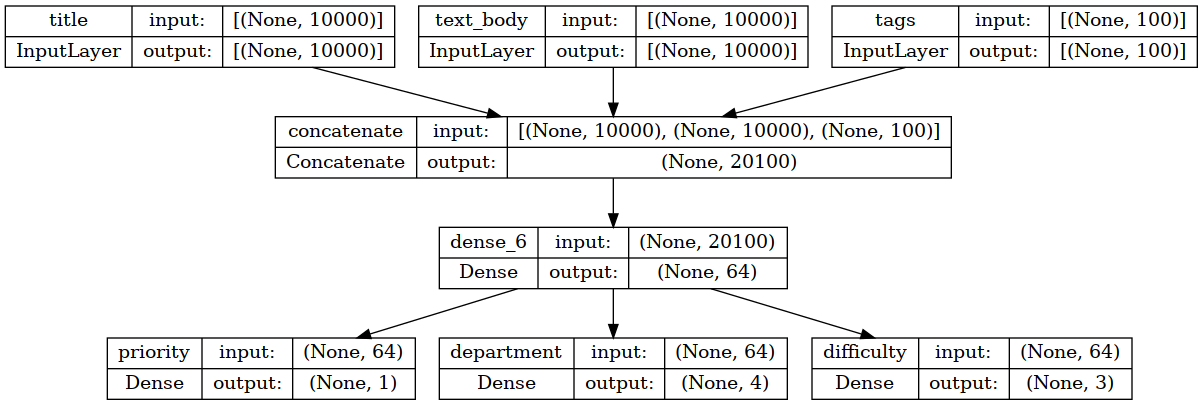 title input: [(None, 10000)] text_body input: [(None, 10000)] tags input: [(None, 100)]
InputLayer output: [(None, 10000)] InputLayer output: [(None, 10000)] InputLayer output: [(None, 100)]
concatenate input: [(None, 10000), (None, 10000), (None, 100)]
Concatenate output: (None, 20100)
dense_6 input: (None, 20100)
Dense output: (None, 64)
priority input: (None, 64) department input: (None, 64) difficulty input: (None, 64)
Dense output: (None, 1) Dense output: (None, 4) Dense output: (None, 3)